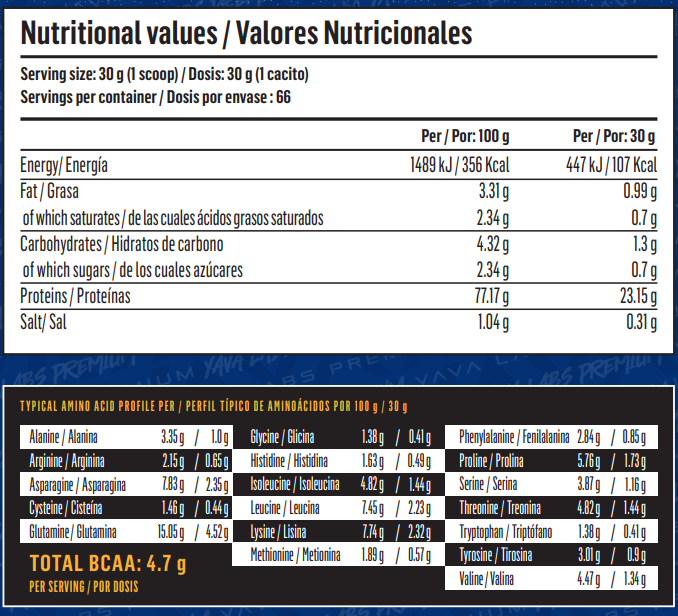 Nutritional values / Valores Nutricionales
Serving size: 30 g (1 scoop) / Dosis: 30 g (1 cacito)
Servings per container / Dosis por envase : 66
Per / Por: 100 g Per / Por: 30 g
Energy/ Energía 1489 kJ / 356 Kcal 447 kJ / 107 Kcal
Fat / Grasa 3.31 g 0.99 g
of which saturates / de las cuales ácidos grasos saturados 2.34 g 0.7 g
Carbohydrates / Hidratos de carbono 4.32 g 1.3 g
of which sugars / de los cuales azúcares 2.34 g 0.7 g
Proteins / Proteínas 77.17 g 23.15 g
Salt/ Sal 1.04 g 0.31 g
ABS PREMIUM YAVA LABS PREMIUM YAVA LABS
TYPICAL AMINO ACID PROFILE PER / PERFIL TÍPICO DE AMINOÁCIDOS POR 100 g / 30 g
Alanine / Alanina 3.35 g / 1.0 g
Arginine / Arginina 2.15 g / 0.65 g
Asparagine / Asparagina 7.83 g / 2.35 g
Cysteine / Cisteína 1.46 g / 0.44 g
Glutamine / Glutamina 15.05 g / 4.52 g
TOTAL BCAA: 4.7 g
PER SERVING / POR DOSIS
Glycine / Glicina 1.38 g / 0.41 g
Histidine / Histidina 1.63 g / 0.49 g
Isoleucine / Isoleucina 4.82 g / 1.44 g
Leucine / Leucina 7.45 g / 2.23 g
Lysine / Lisina 7.74 g / 2.32 g
Methionine / Metionina 1.89 g / 0.57 g
Phenylalanine / Fenilalanina 2.84 g / 0.85 g
Proline / Prolina 5.76 g / 1.73 g
Serine / Serina 3.87 g / 1.16 g
Threonine / Treonina 4.82 g / 1.44 g
Tryptophan / Triptófano 1.38 g / 0.41 g
Tyrosine / Tirosina 3.01 g / 0.9 g
Valine / Valina 4.47 g / 1.34 g